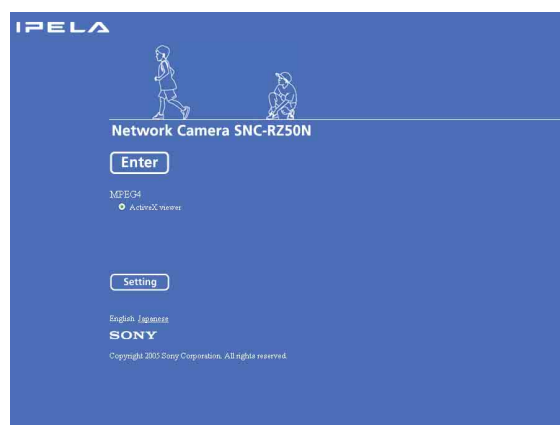 IPELA
Network Camera SNC-RZ50N
Enter
MPEG4
ActiveX viewer
Setting
English Japanese
SONY
Copyright 2005 Sony Corporation. All rights reserved.